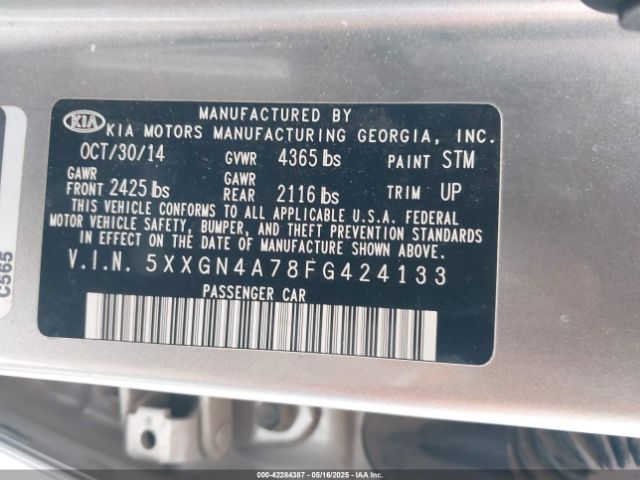 C565
MANUFACTURED BY
KIA KIA MOTORS MANUFACTURING GEORGIA, INC.
OCT/30/14 GVWR 4365 lbs PAINT STM
GAWR FRONT 2425 lbs GAWR REAR 2116 lbs TRIM UP
THIS VEHICLE CONFORMS TO ALL APPLICABLE U.S.A. FEDERAL
MOTOR VEHICLE SAFETY, BUMPER, AND THEFT PREVENTION STANDARDS
IN EFFECT ON THE DATE OF MANUFACTURE SHOWN ABOVE.
V.I.N. 5XXGN4A78FG424133
PASSENGER CAR
000-42284387 - 05/16/2025 - IAAI.COM